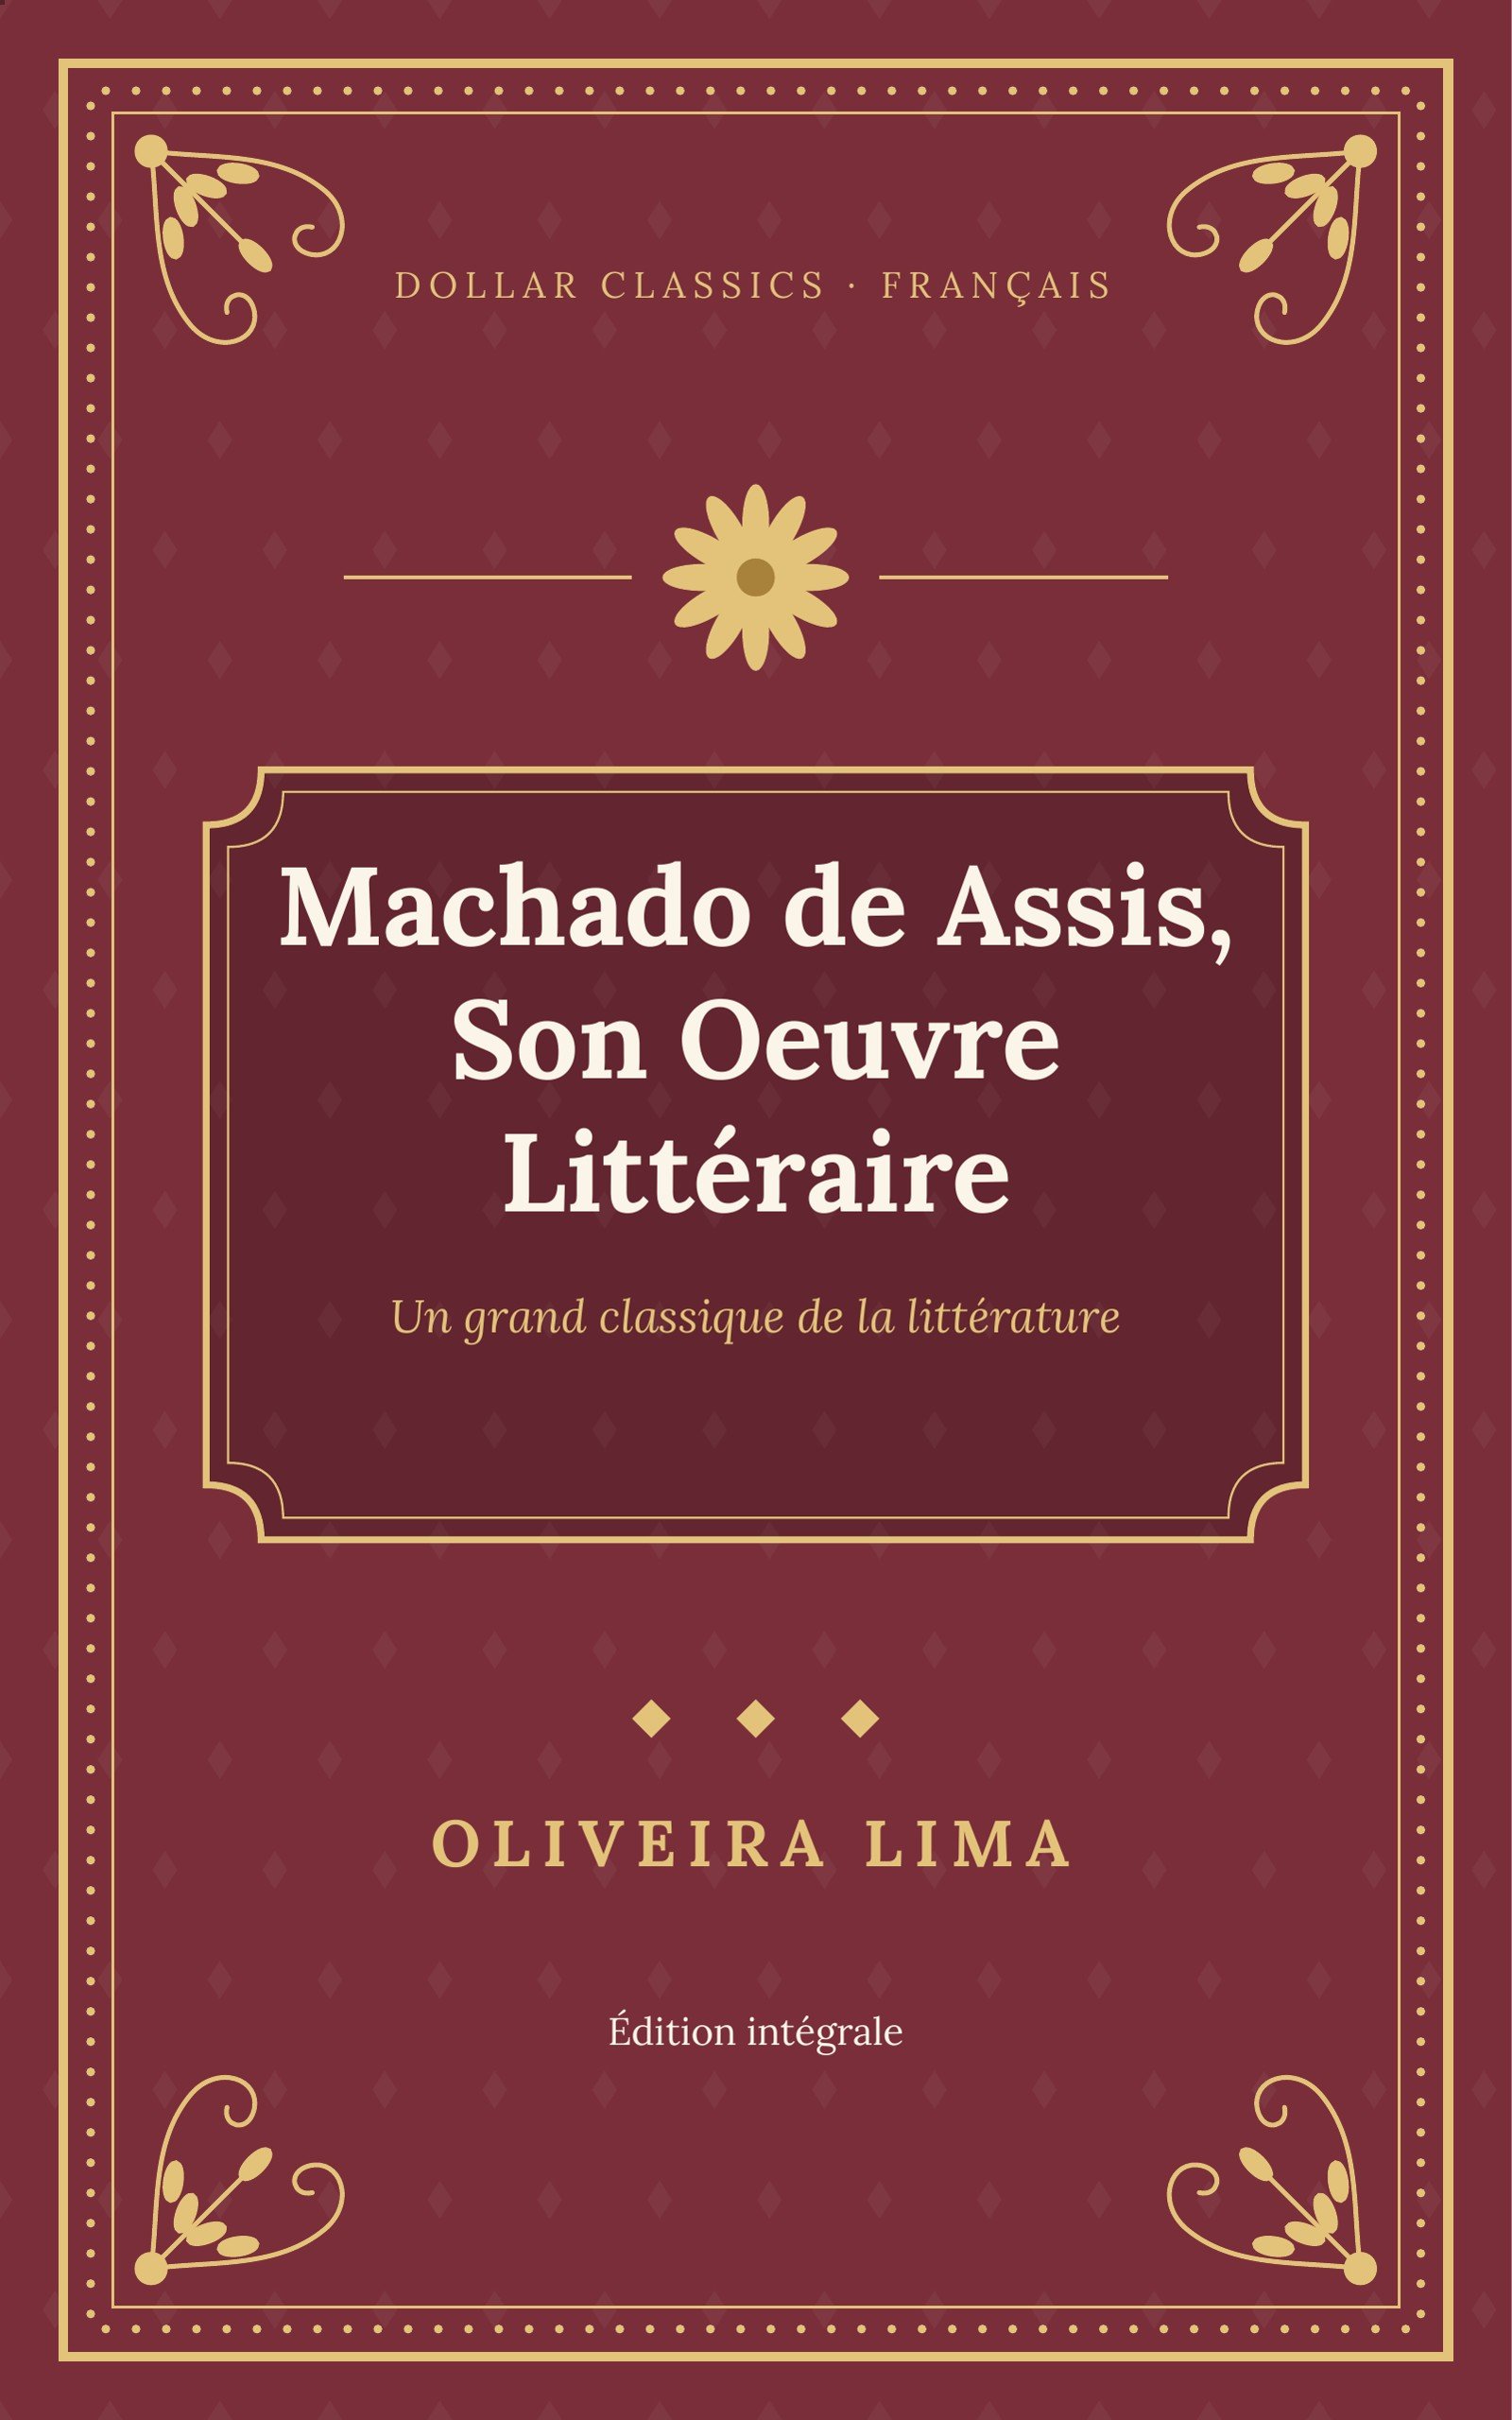 DOLLAR CLASSICS · FRANÇAIS
Machado de Assis,
Son Oeuvre
Littéraire
Un grand classique de la littérature
OLIVEIRA LIMA
Édition intégrale